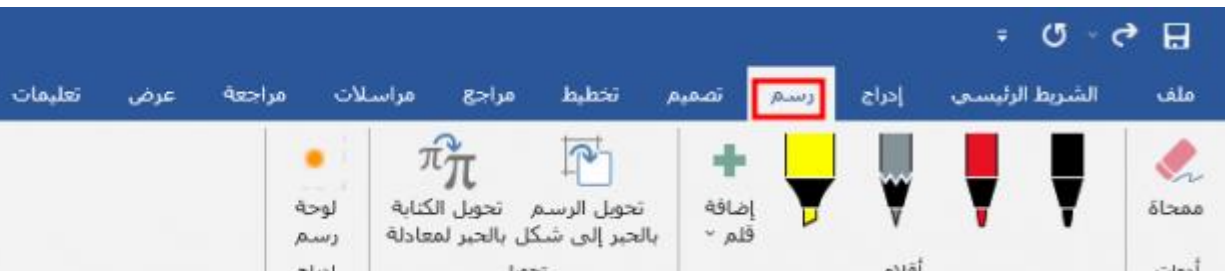 ملف الشريط الرئيسي إدراج رسم تصميم تخطيط مراجع مراسلات مراجعة عرض تعليمات
ممحاة
إضافة
قلم
تحويل الرسم
بالحبر إلى شكل
تحويل الكتابة
بالحبر لمعادلة
لوحة
رسم